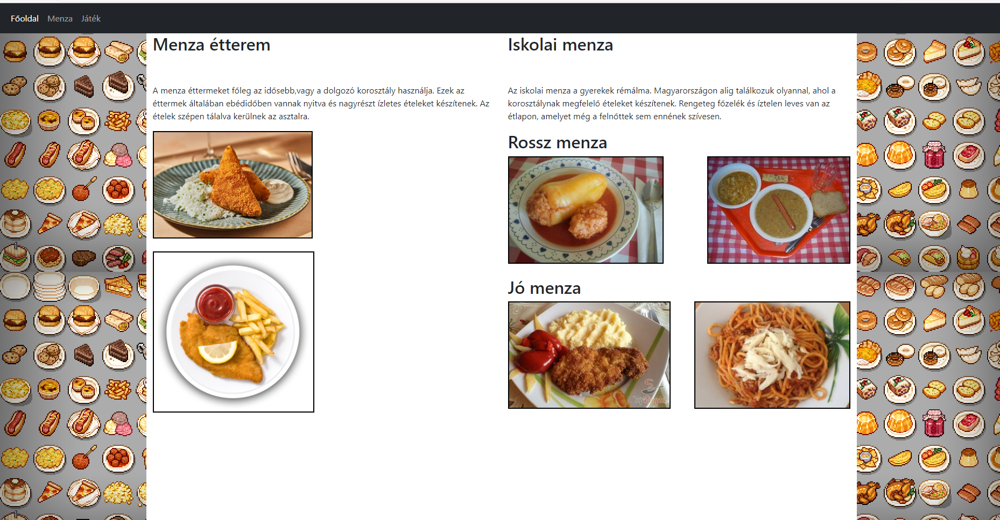 Főoldal Menza Játék
Menza étterem
A menza éttermeket főleg az idősebb,vagy a dolgozó korosztály használja. Ezek az
éttermek általában ebédidőben vannak nyitva és nagyrészt ízletes ételeket készítenek. Az
ételek szépen tálalva kerülnek az asztalra.
Iskolai menza
Az iskolai menza a gyerekek rémálma. Magyarországon alig találkozuk olyannal, ahol a
korosztálynak megfelelő ételeket készítenek. Rengeteg főzelék és íztelen leves van az
étlapon, amelyet még a felnőttek sem ennének szívesen.
Rossz menza
Jó menza
TopReceptek